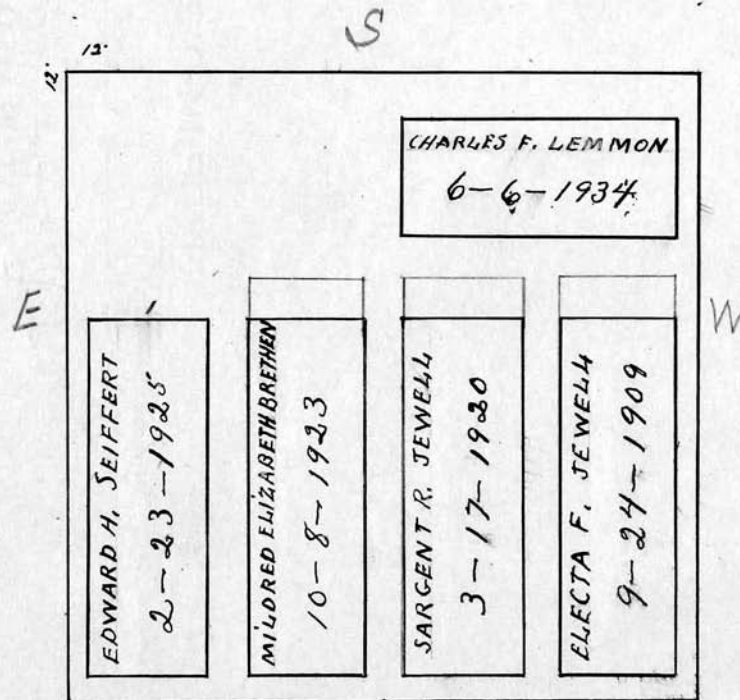 S
12'
12'
CHARLES F. LEMMON
6-6-1934
E
W
EDWARD H. SEIFFERT
2-23-1925
MILDRED ELIZABETH BRETHEN
10-8-1923
SARGENT R. JEWELL
3-17-1920
ELECTA F. JEWELL
9-24-1909